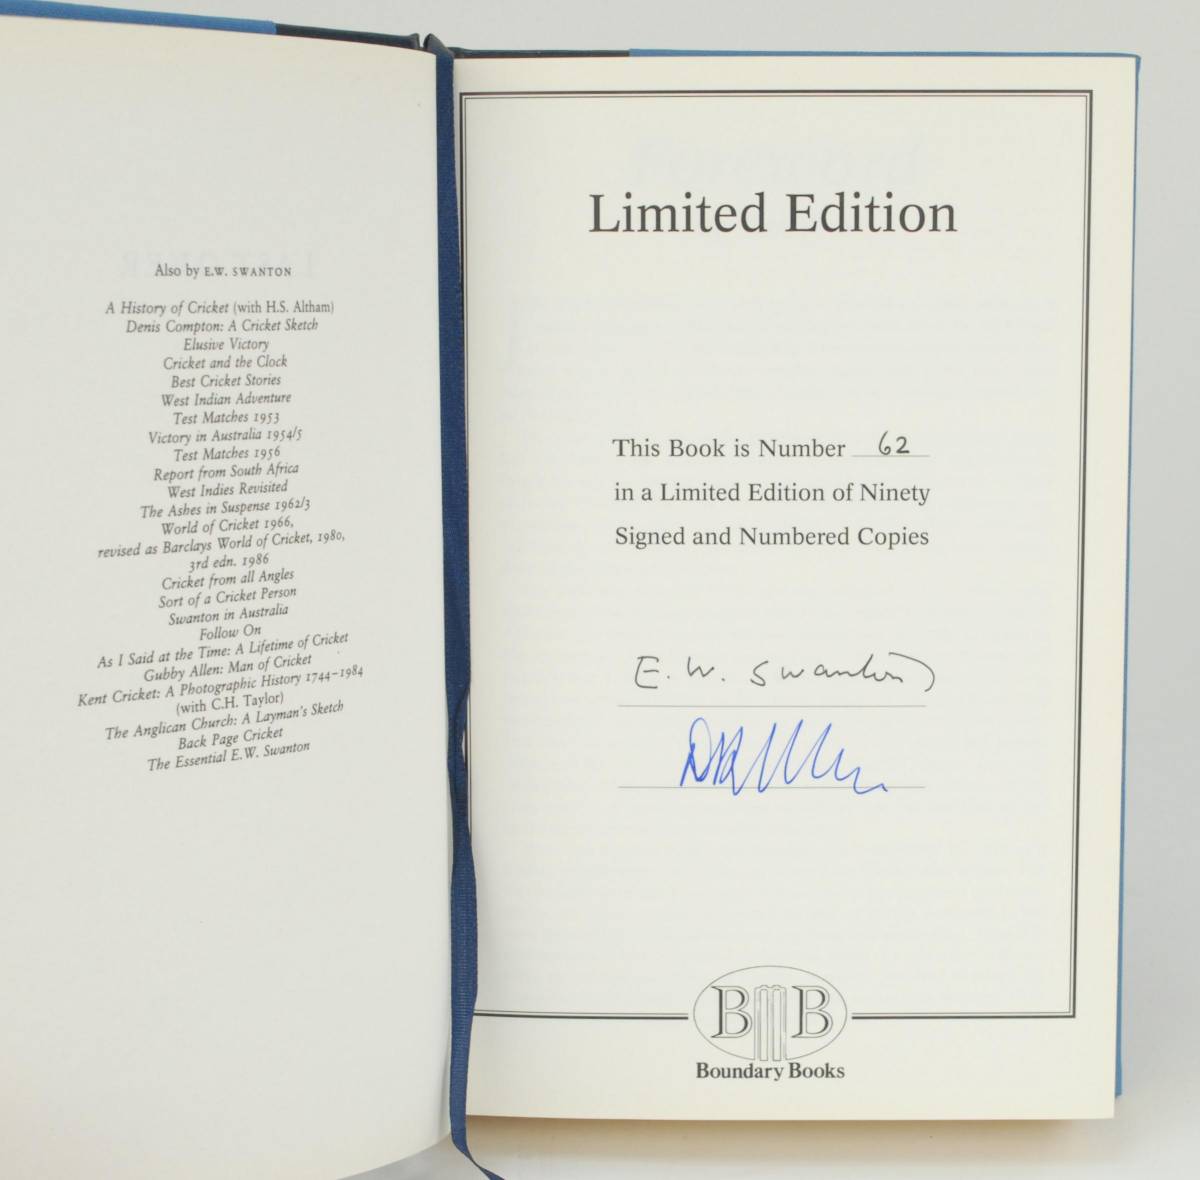 Also by E.W. SWANTON
A History of Cricket (with H.S. Altham)
Denis Compton: A Cricket Sketch
Elusive Victory
Cricket and the Clock
Best Cricket Stories
West Indian Adventure
Test Matches 1953
Victory in Australia 1954/5
Test Matches 1956
Report from South Africa
West Indies Revisited
The Ashes in Suspense 1962/3
World of Cricket 1966,
revised as Barclays World of Cricket, 1980,
3rd edn. 1986
Cricket from all Angles
Sort of a Cricket Person
Swanton in Australia
Follow On
As I Said at the Time: A Lifetime of Cricket
Gubby Allen: Man of Cricket
Kent Cricket: A Photographic History 1744–1984
(with C.H. Taylor)
The Anglican Church: A Layman's Sketch
Back Page Cricket
The Essential E.W. Swanton
Limited Edition
This Book is Number 62
in a Limited Edition of Ninety
Signed and Numbered Copies
E. W. Swanton
B B
Boundary Books